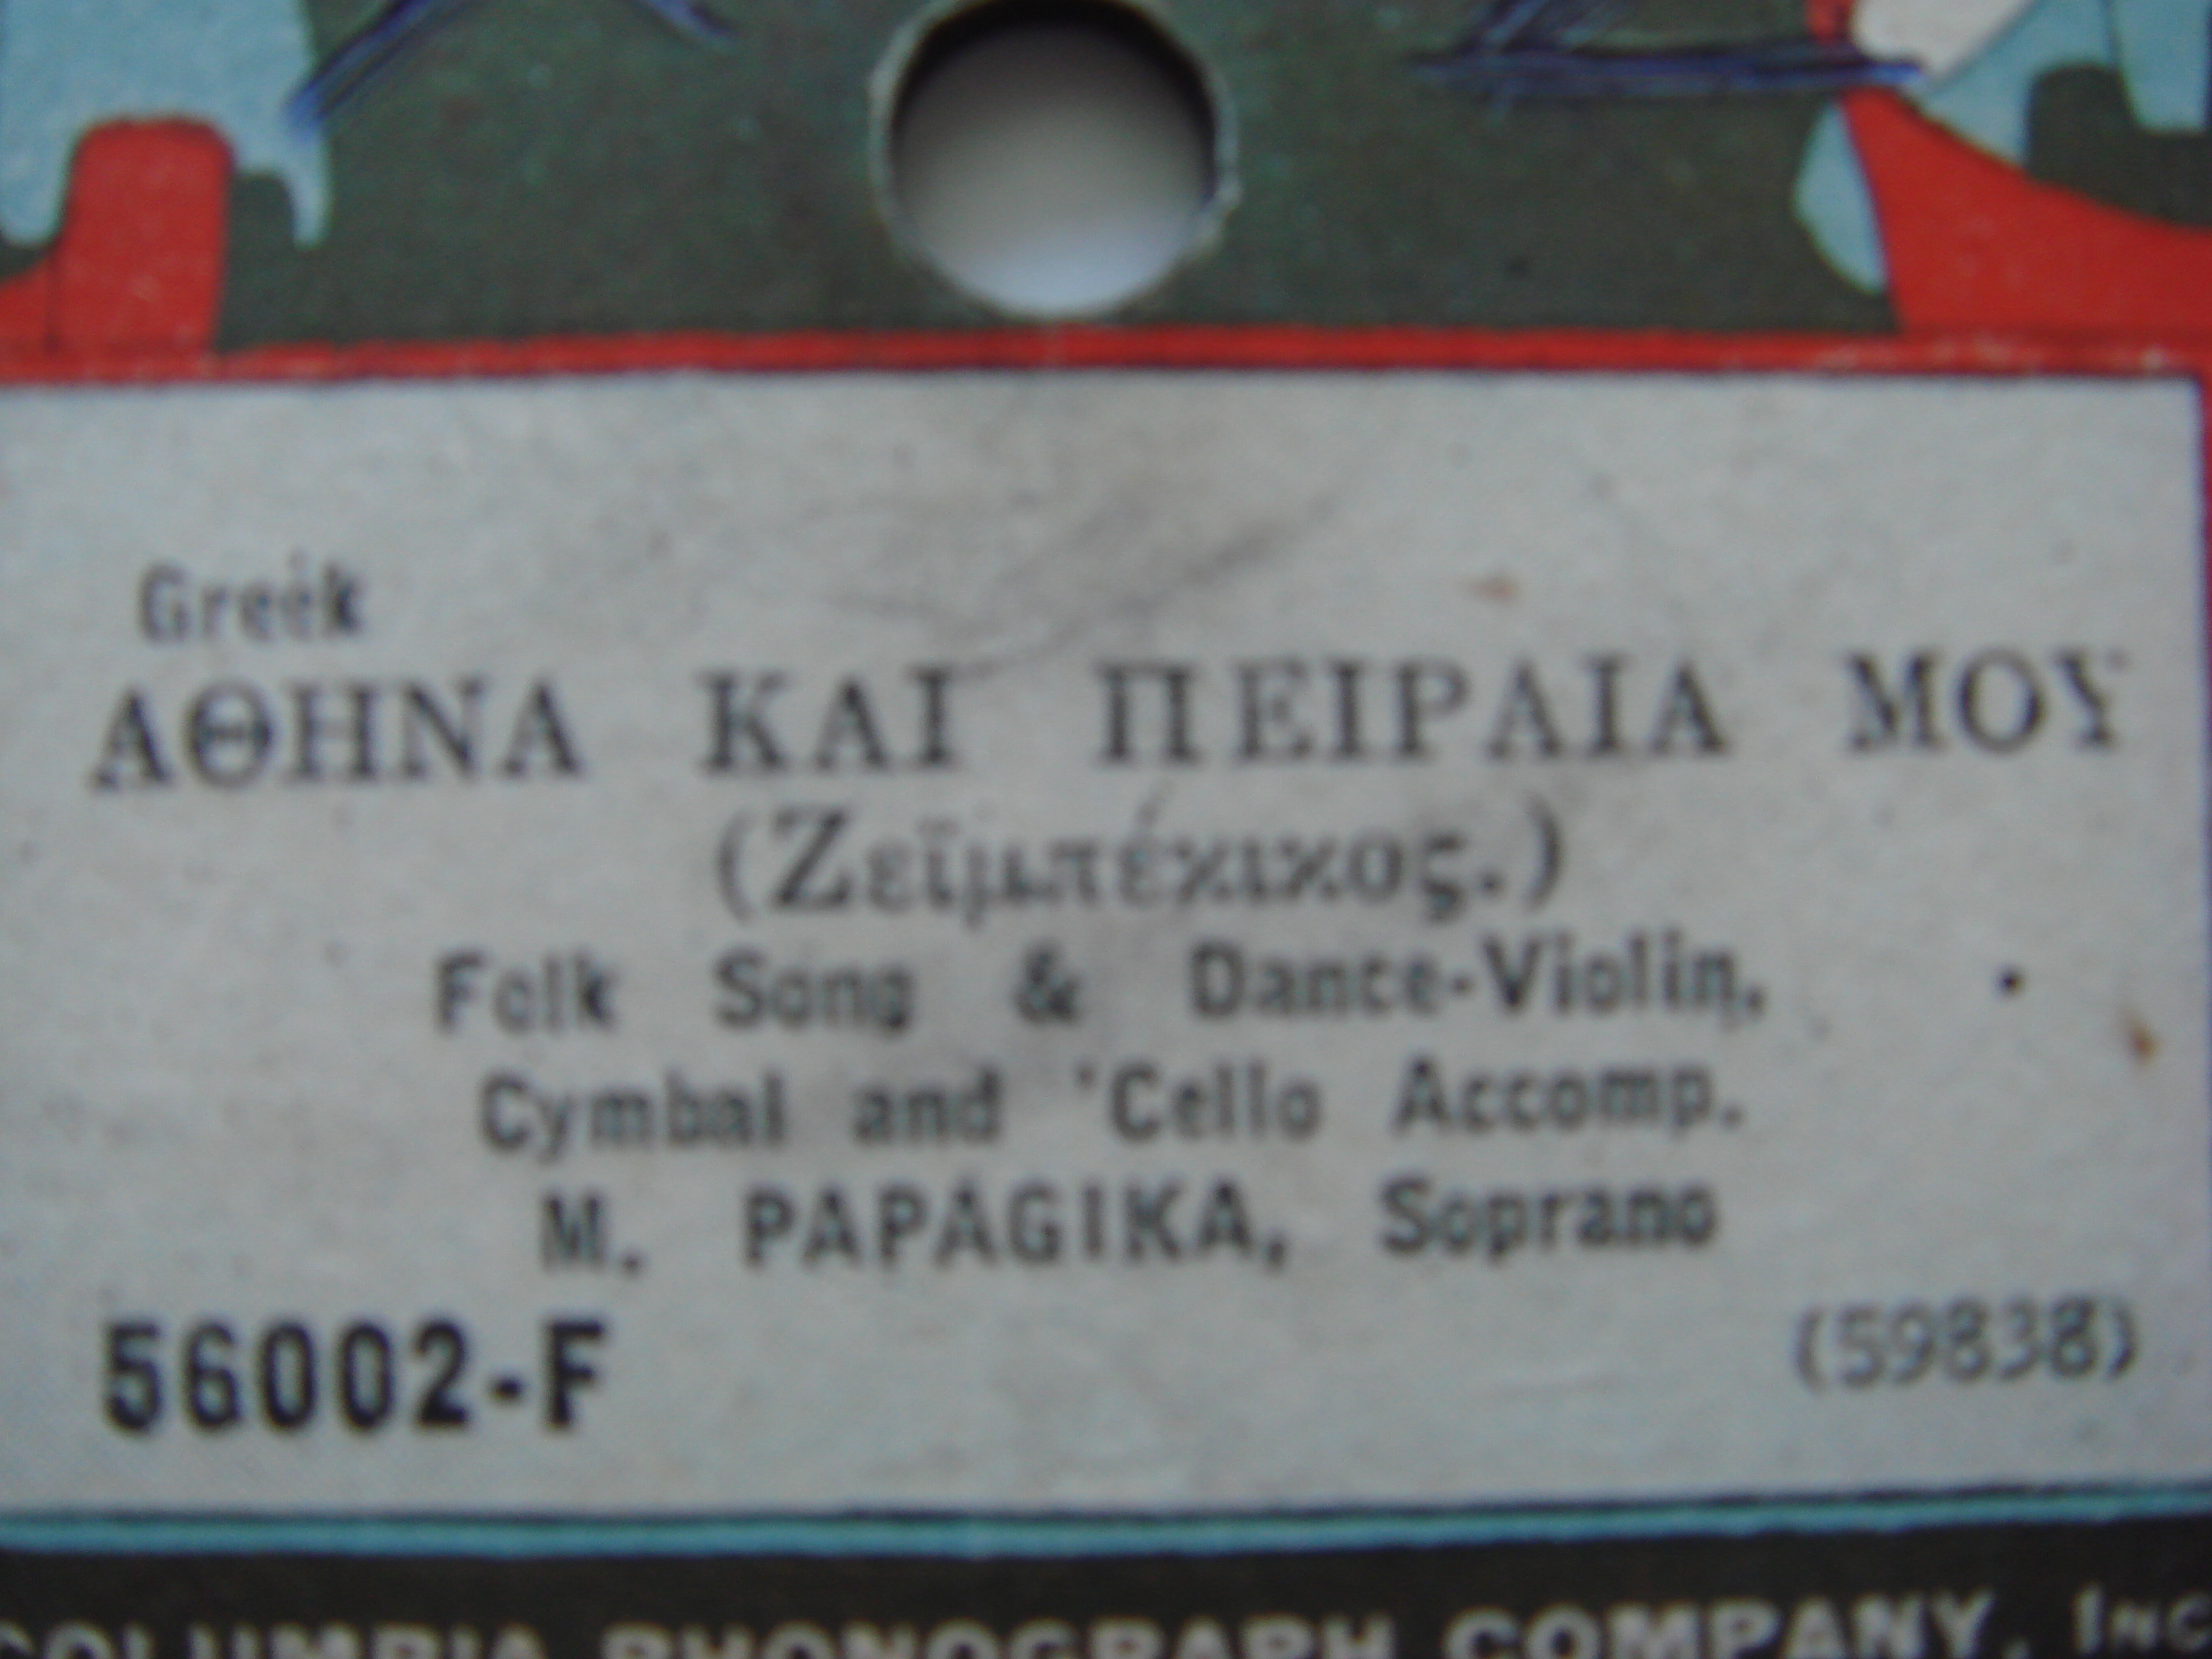 Greek
ΑΘΗΝΑ ΚΑΙ ΠΕΙΡΑΙΑ ΜΟΥ
(Ζεϊμπέκικος.)
Folk Song & Dance-Violin,
Cymbal and 'Cello Accomp.
M. PAPAGIKA, Soprano
56002-F (59838)
COLUMBIA PHONOGRAPH COMPANY, INC